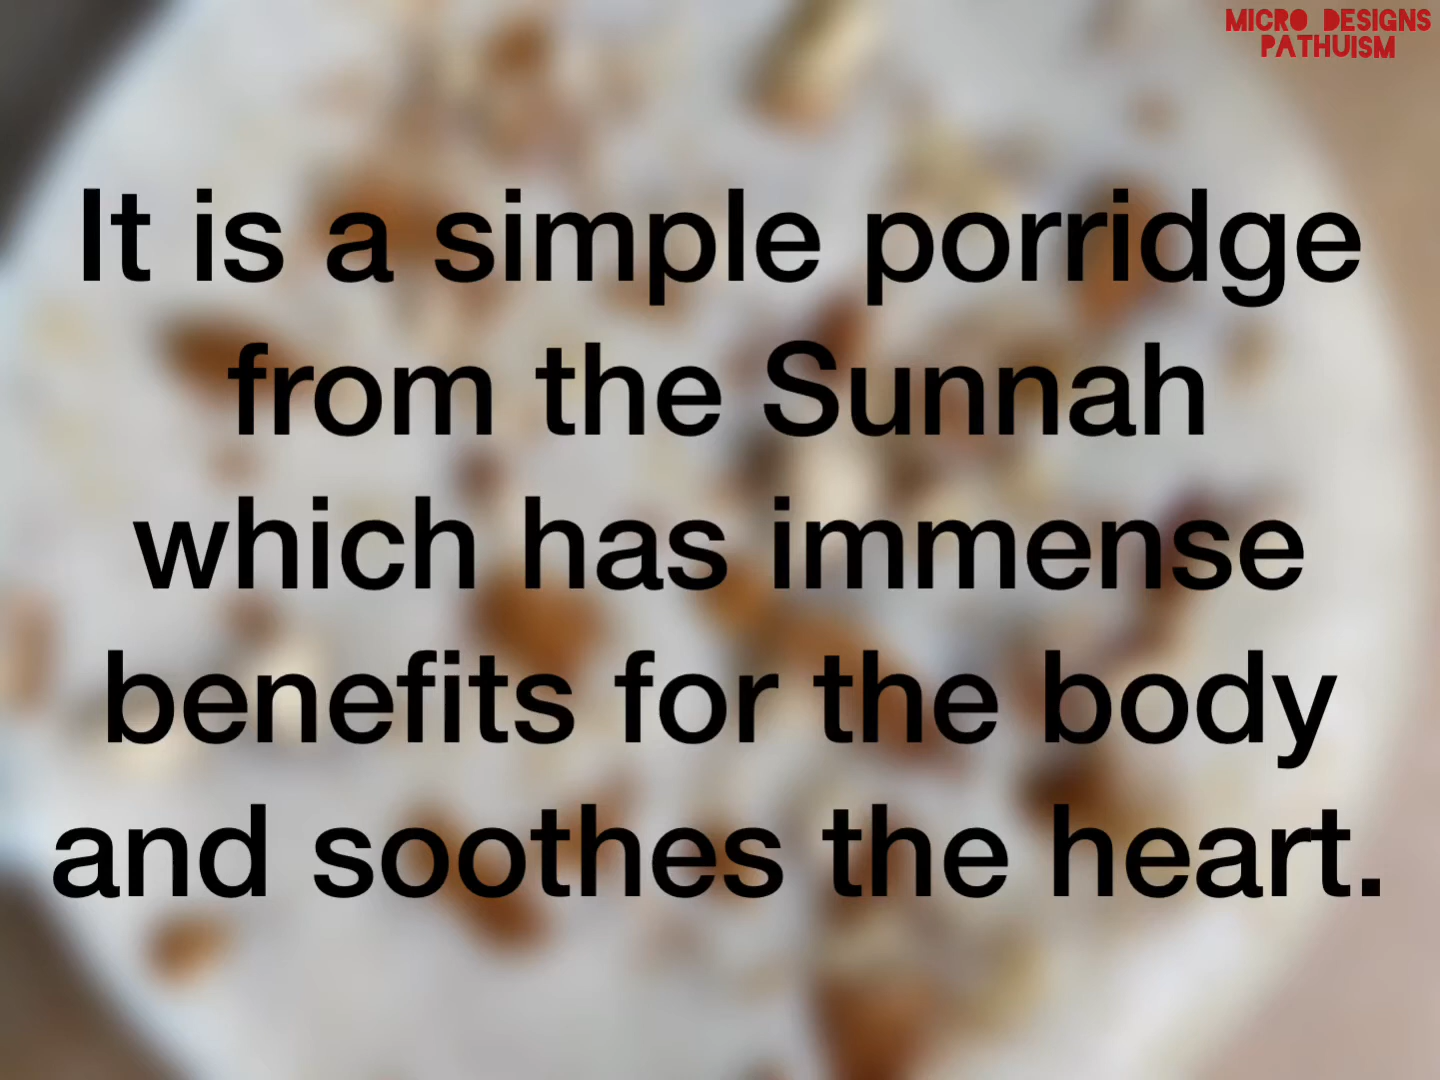 MICRO DESIGNS
PATHUISM
It is a simple porridge
from the Sunnah
which has immense
benefits for the body
and soothes the heart.